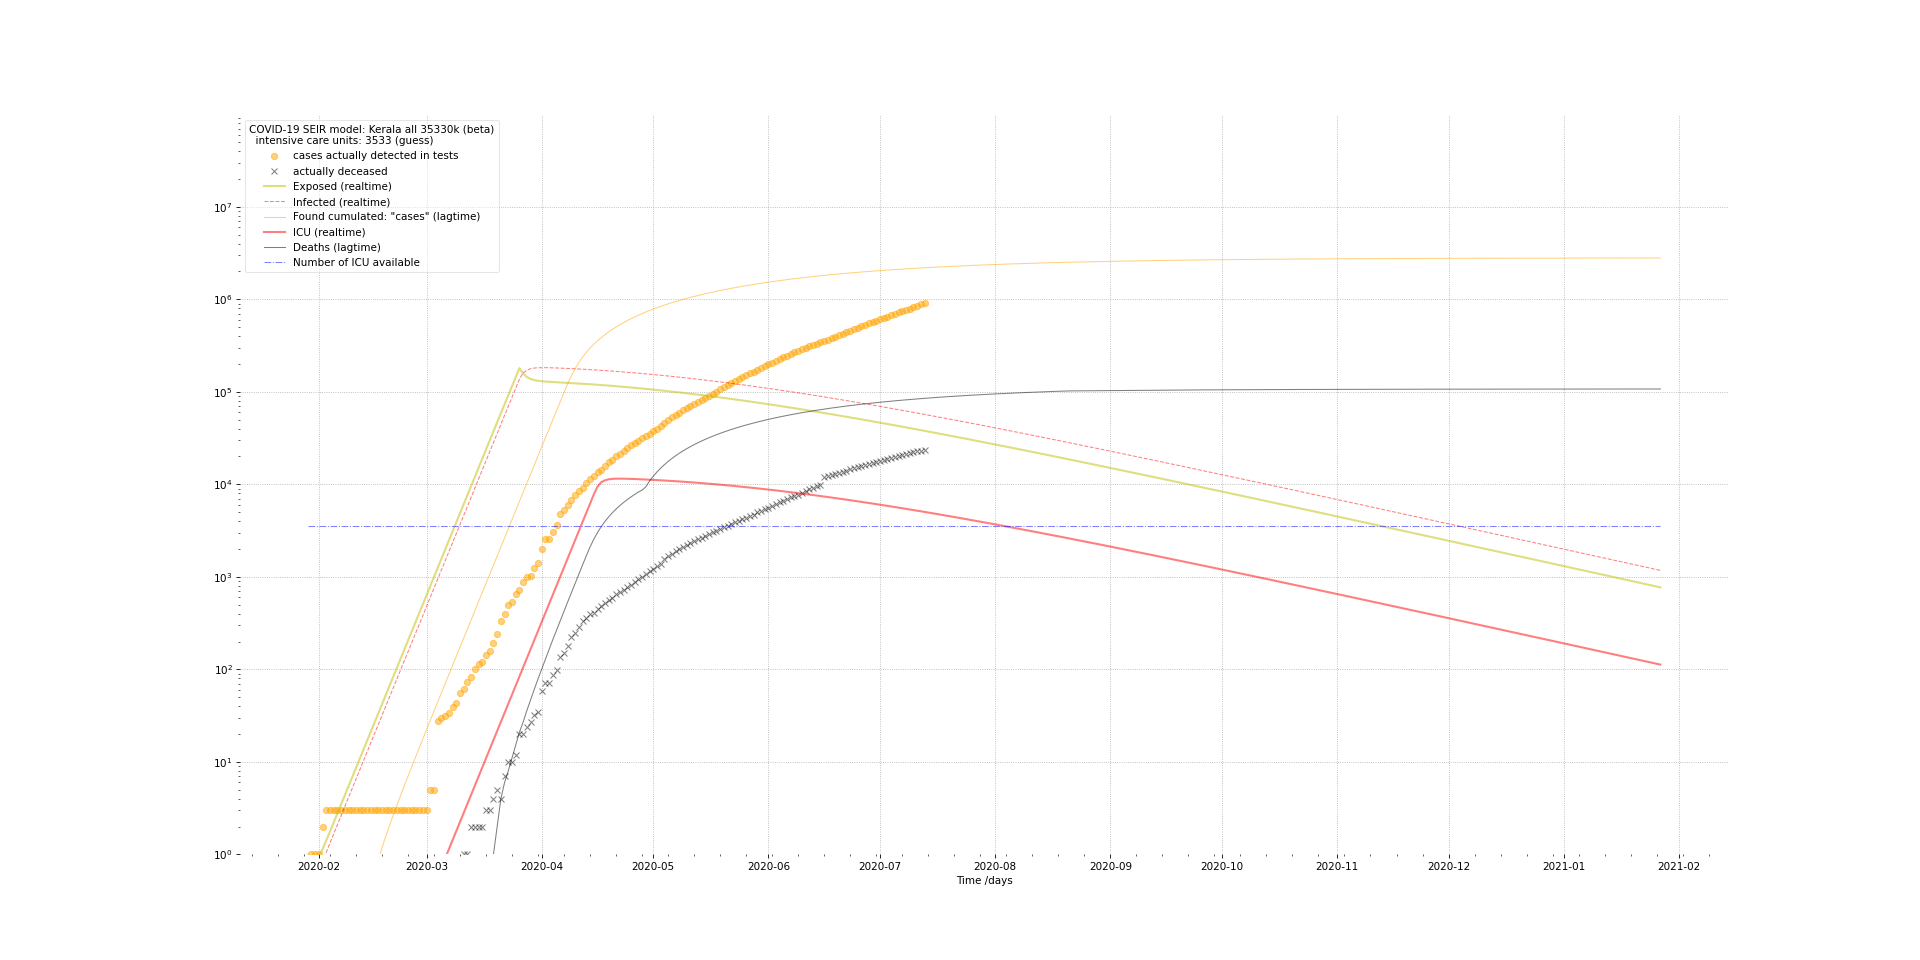 COVID-19 SEIR model: Kerala all 35330k (beta)
intensive care units: 3533 (guess)
cases actually detected in tests
actually deceased
Exposed (realtime)
Infected (realtime)
Found cumulated: "cases" (lagtime)
ICU (realtime)
Deaths (lagtime)
Number of ICU available
10⁷
10⁶
10⁵
10⁴
10³
10²
10¹
10⁰
2020-02 2020-03 2020-04 2020-05 2020-06 2020-07 2020-08 2020-09 2020-10 2020-11 2020-12 2021-01 2021-02
Time /days